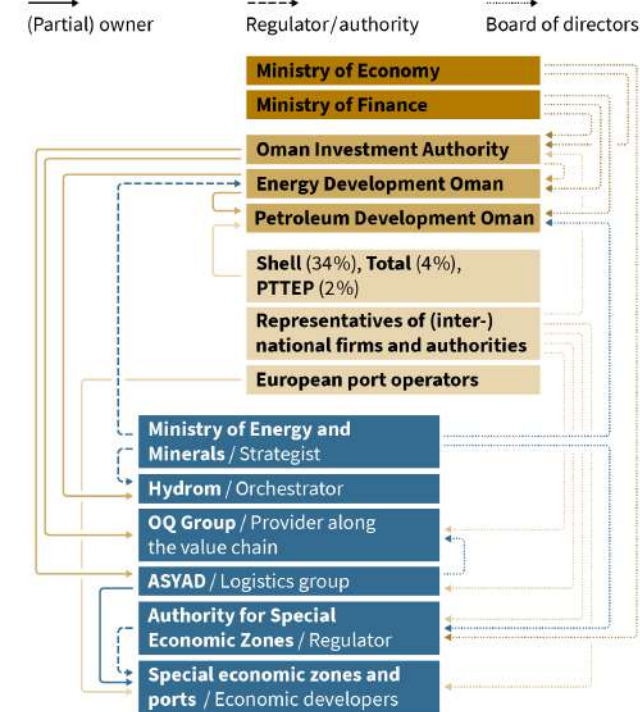 (Partial) owner
Regulator/authority
Board of directors
Ministry of Economy
Ministry of Finance
Oman Investment Authority
Energy Development Oman
Petroleum Development Oman
Shell (34%), Total (4%),
PTTEP (2%)
Representatives of (inter-)
national firms and authorities
European port operators
Ministry of Energy and
Minerals / Strategist
Hydrom / Orchestrator
OQ Group / Provider along
the value chain
ASYAD / Logistics group
Authority for Special
Economic Zones / Regulator
Special economic zones and
ports / Economic developers